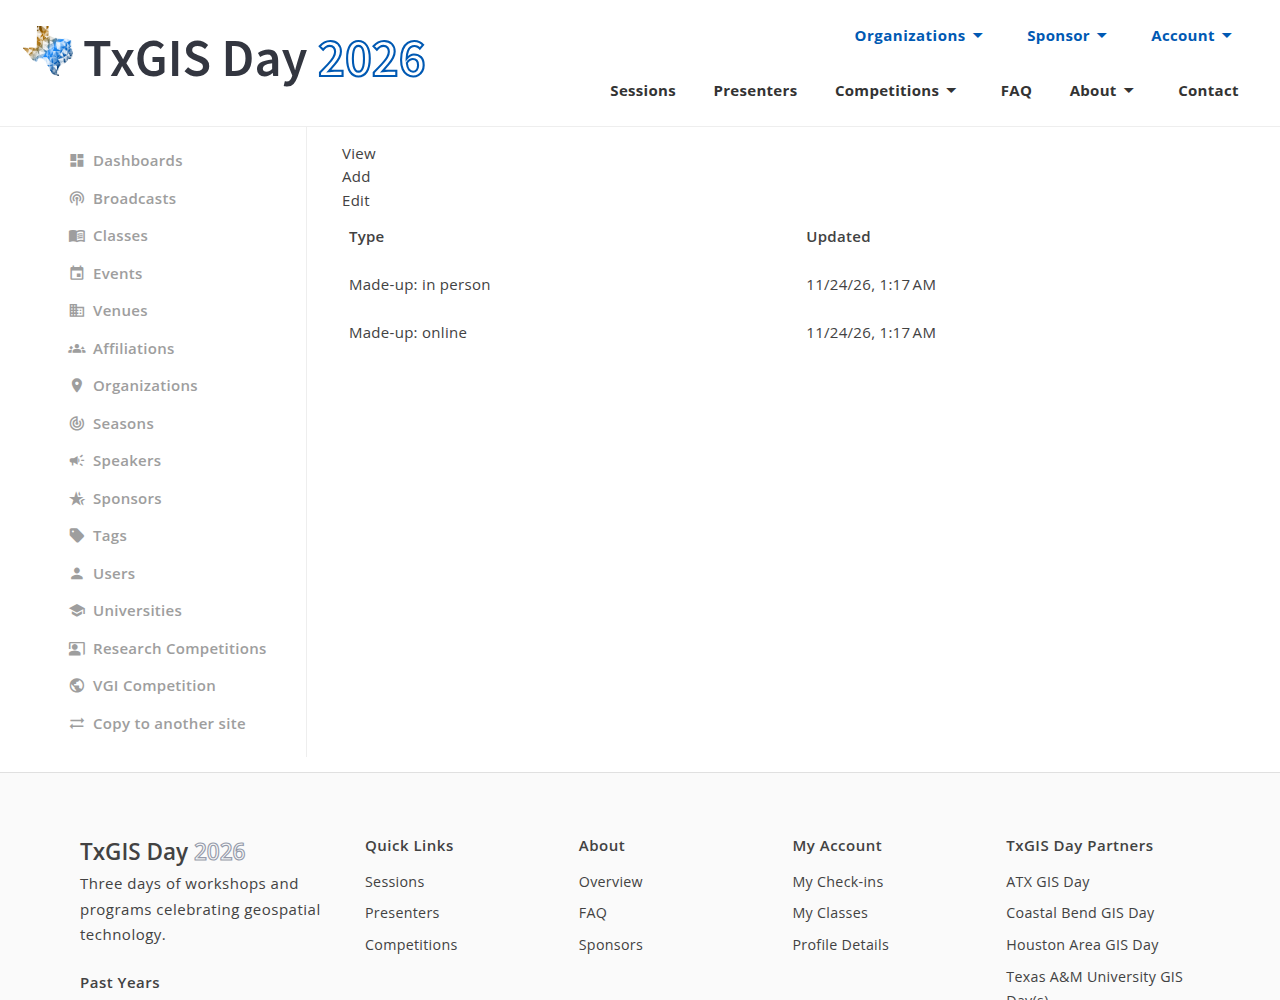 TxGIS Day 2026
Organizations
Sponsor
Account
Sessions
Presenters
Competitions
FAQ
About
Contact
Dashboards
Broadcasts
Classes
Events
Venues
Affiliations
Organizations
Seasons
Speakers
Sponsors
Tags
Users
Universities
Research Competitions
VGI Competition
Copy to another site
View
Add
Edit
Type Updated
Made-up: in person 11/24/26, 1:17 AM
Made-up: online 11/24/26, 1:17 AM
TxGIS Day 2026
Three days of workshops and
programs celebrating geospatial
technology.
Past Years
Quick Links
Sessions
Presenters
Competitions
About
Overview
FAQ
Sponsors
My Account
My Check-ins
My Classes
Profile Details
TxGIS Day Partners
ATX GIS Day
Coastal Bend GIS Day
Houston Area GIS Day
Texas A&M University GIS
Day(s)